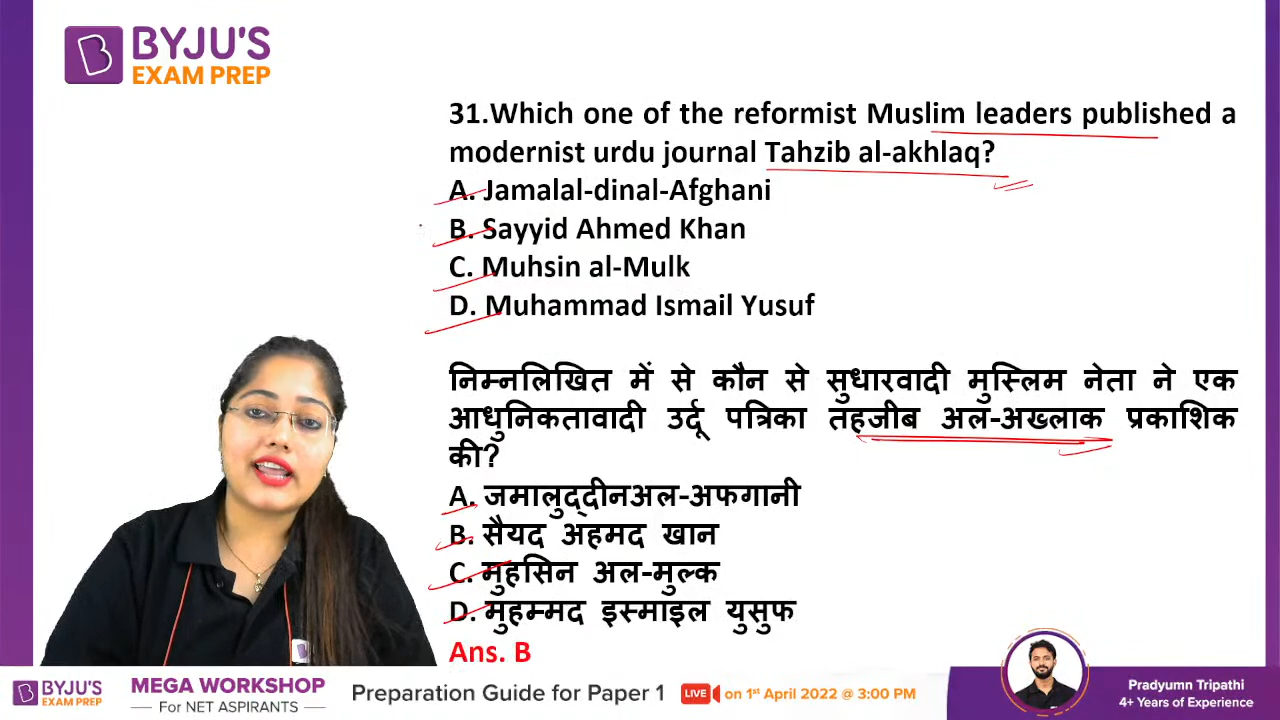 BYJU'S
EXAM PREP
31.Which one of the reformist Muslim leaders published a
modernist urdu journal Tahzib al-akhlaq?
A. Jamalal-dinal-Afghani
B. Sayyid Ahmed Khan
C. Muhsin al-Mulk
D. Muhammad Ismail Yusuf
निम्नलिखित में से कौन से सुधारवादी मुस्लिम नेता ने एक
आधुनिकतावादी उर्दू पत्रिका तहजीब अल-अख्लाक प्रकाशिक
की?
A. जमालुद्दीनअल-अफगानी
B. सैयद अहमद खान
C. मुहसिन अल-मुल्क
D. मुहम्मद इस्माइल युसुफ
Ans. B
BYJU'S
EXAM PREP
MEGA WORKSHOP
For NET ASPIRANTS
Preparation Guide for Paper 1
LIVE
on 1st April 2022 @ 3:00 PM
Pradyumn Tripathi
4+ Years of Experience